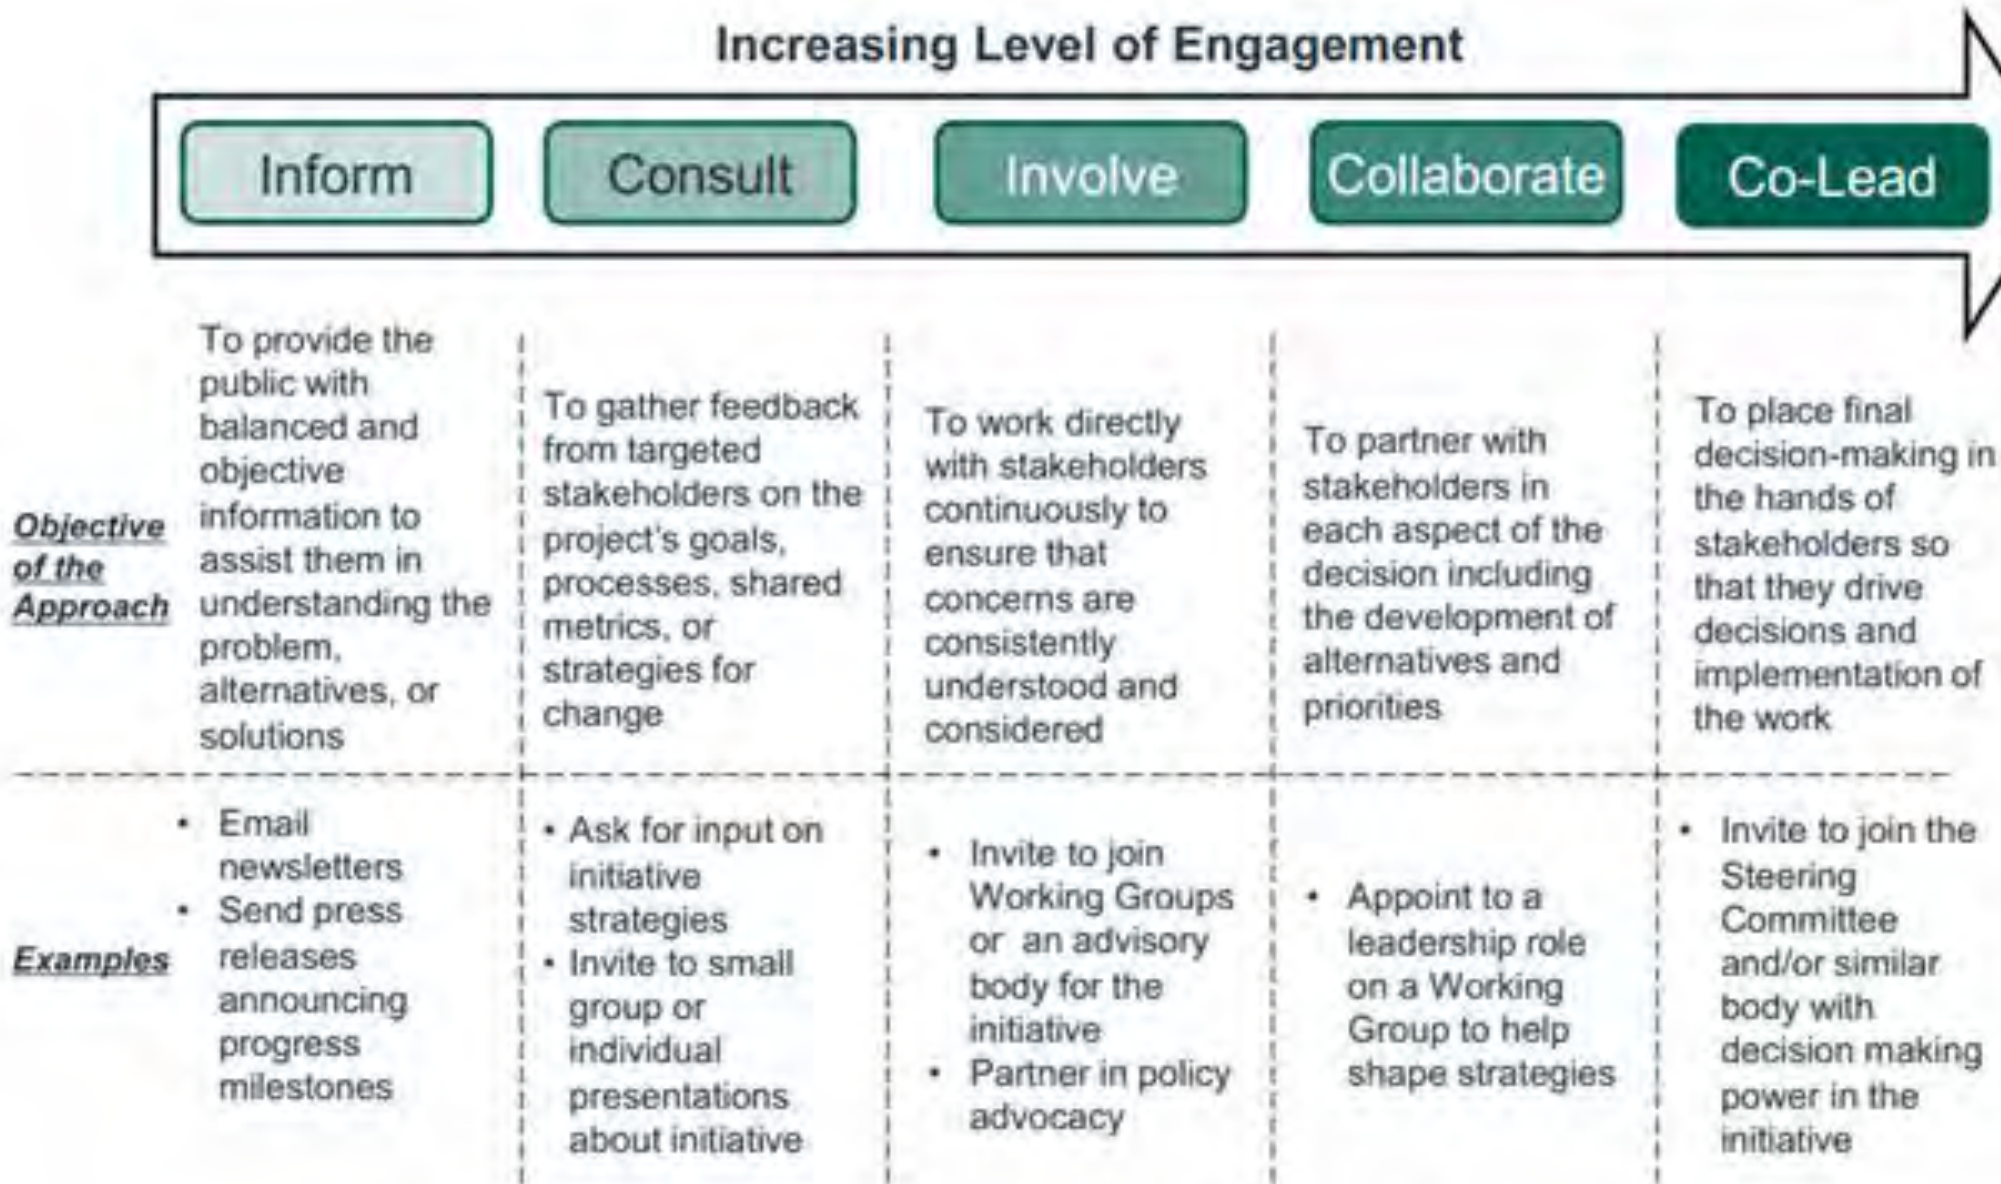 Increasing Level of Engagement
Inform
Consult
Involve
Collaborate
Co-Lead
Objective
of the
Approach
To provide the
public with
balanced and
objective
information to
assist them in
understanding the
problem,
alternatives, or
solutions
To gather feedback
from targeted
stakeholders on the
project's goals,
processes, shared
metrics, or
strategies for
change
To work directly
with stakeholders
continuously to
ensure that
concerns are
consistently
understood and
considered
To partner with
stakeholders in
each aspect of the
decision including
the development of
alternatives and
priorities
To place final
decision-making in
the hands of
stakeholders so
that they drive
decisions and
implementation of
the work
Examples
• Email
newsletters
• Send press
releases
announcing
progress
milestones
• Ask for input on
initiative
strategies
• Invite to small
group or
individual
presentations
about initiative
• Invite to join
Working Groups
or an advisory
body for the
initiative
• Partner in policy
advocacy
• Appoint to a
leadership role
on a Working
Group to help
shape strategies
• Invite to join the
Steering
Committee
and/or similar
body with
decision making
power in the
initiative